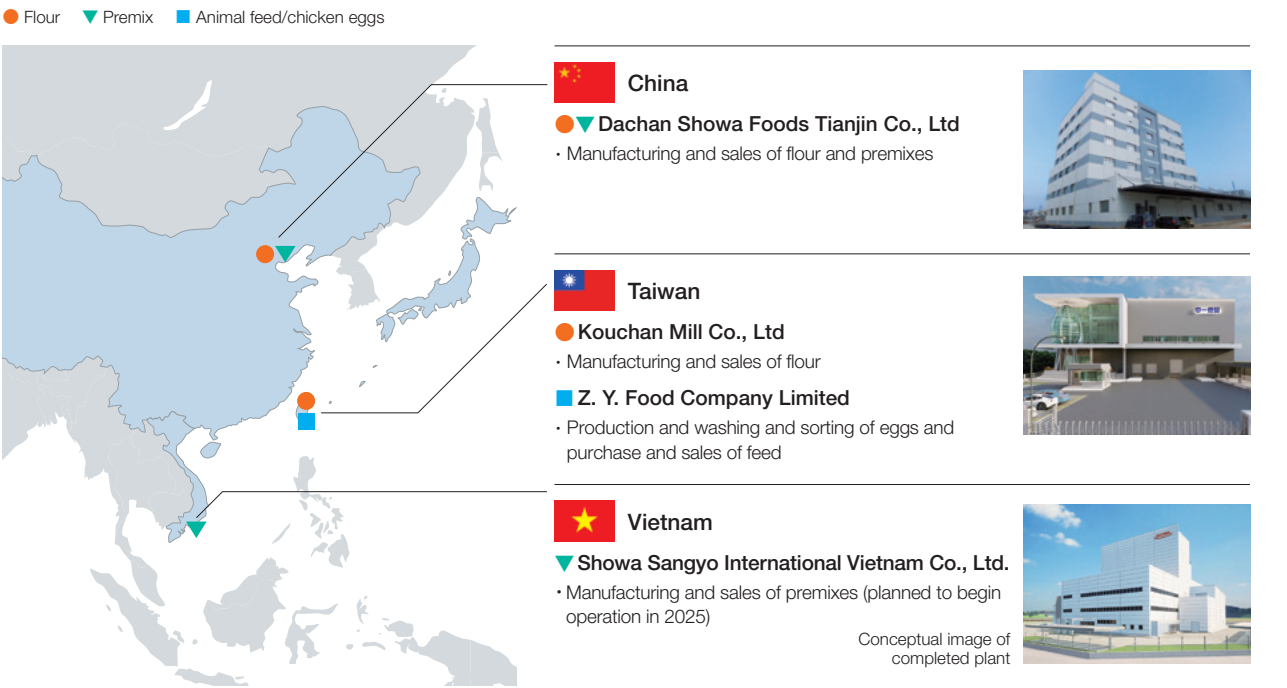 Flour Premix Animal feed/chicken eggs
China
Dachan Showa Foods Tianjin Co., Ltd
・Manufacturing and sales of flour and premixes
Taiwan
Kouchan Mill Co., Ltd
・Manufacturing and sales of flour
Z. Y. Food Company Limited
・Production and washing and sorting of eggs and
purchase and sales of feed
Vietnam
Showa Sangyo International Vietnam Co., Ltd.
・Manufacturing and sales of premixes (planned to begin
operation in 2025)
Conceptual image of
completed plant